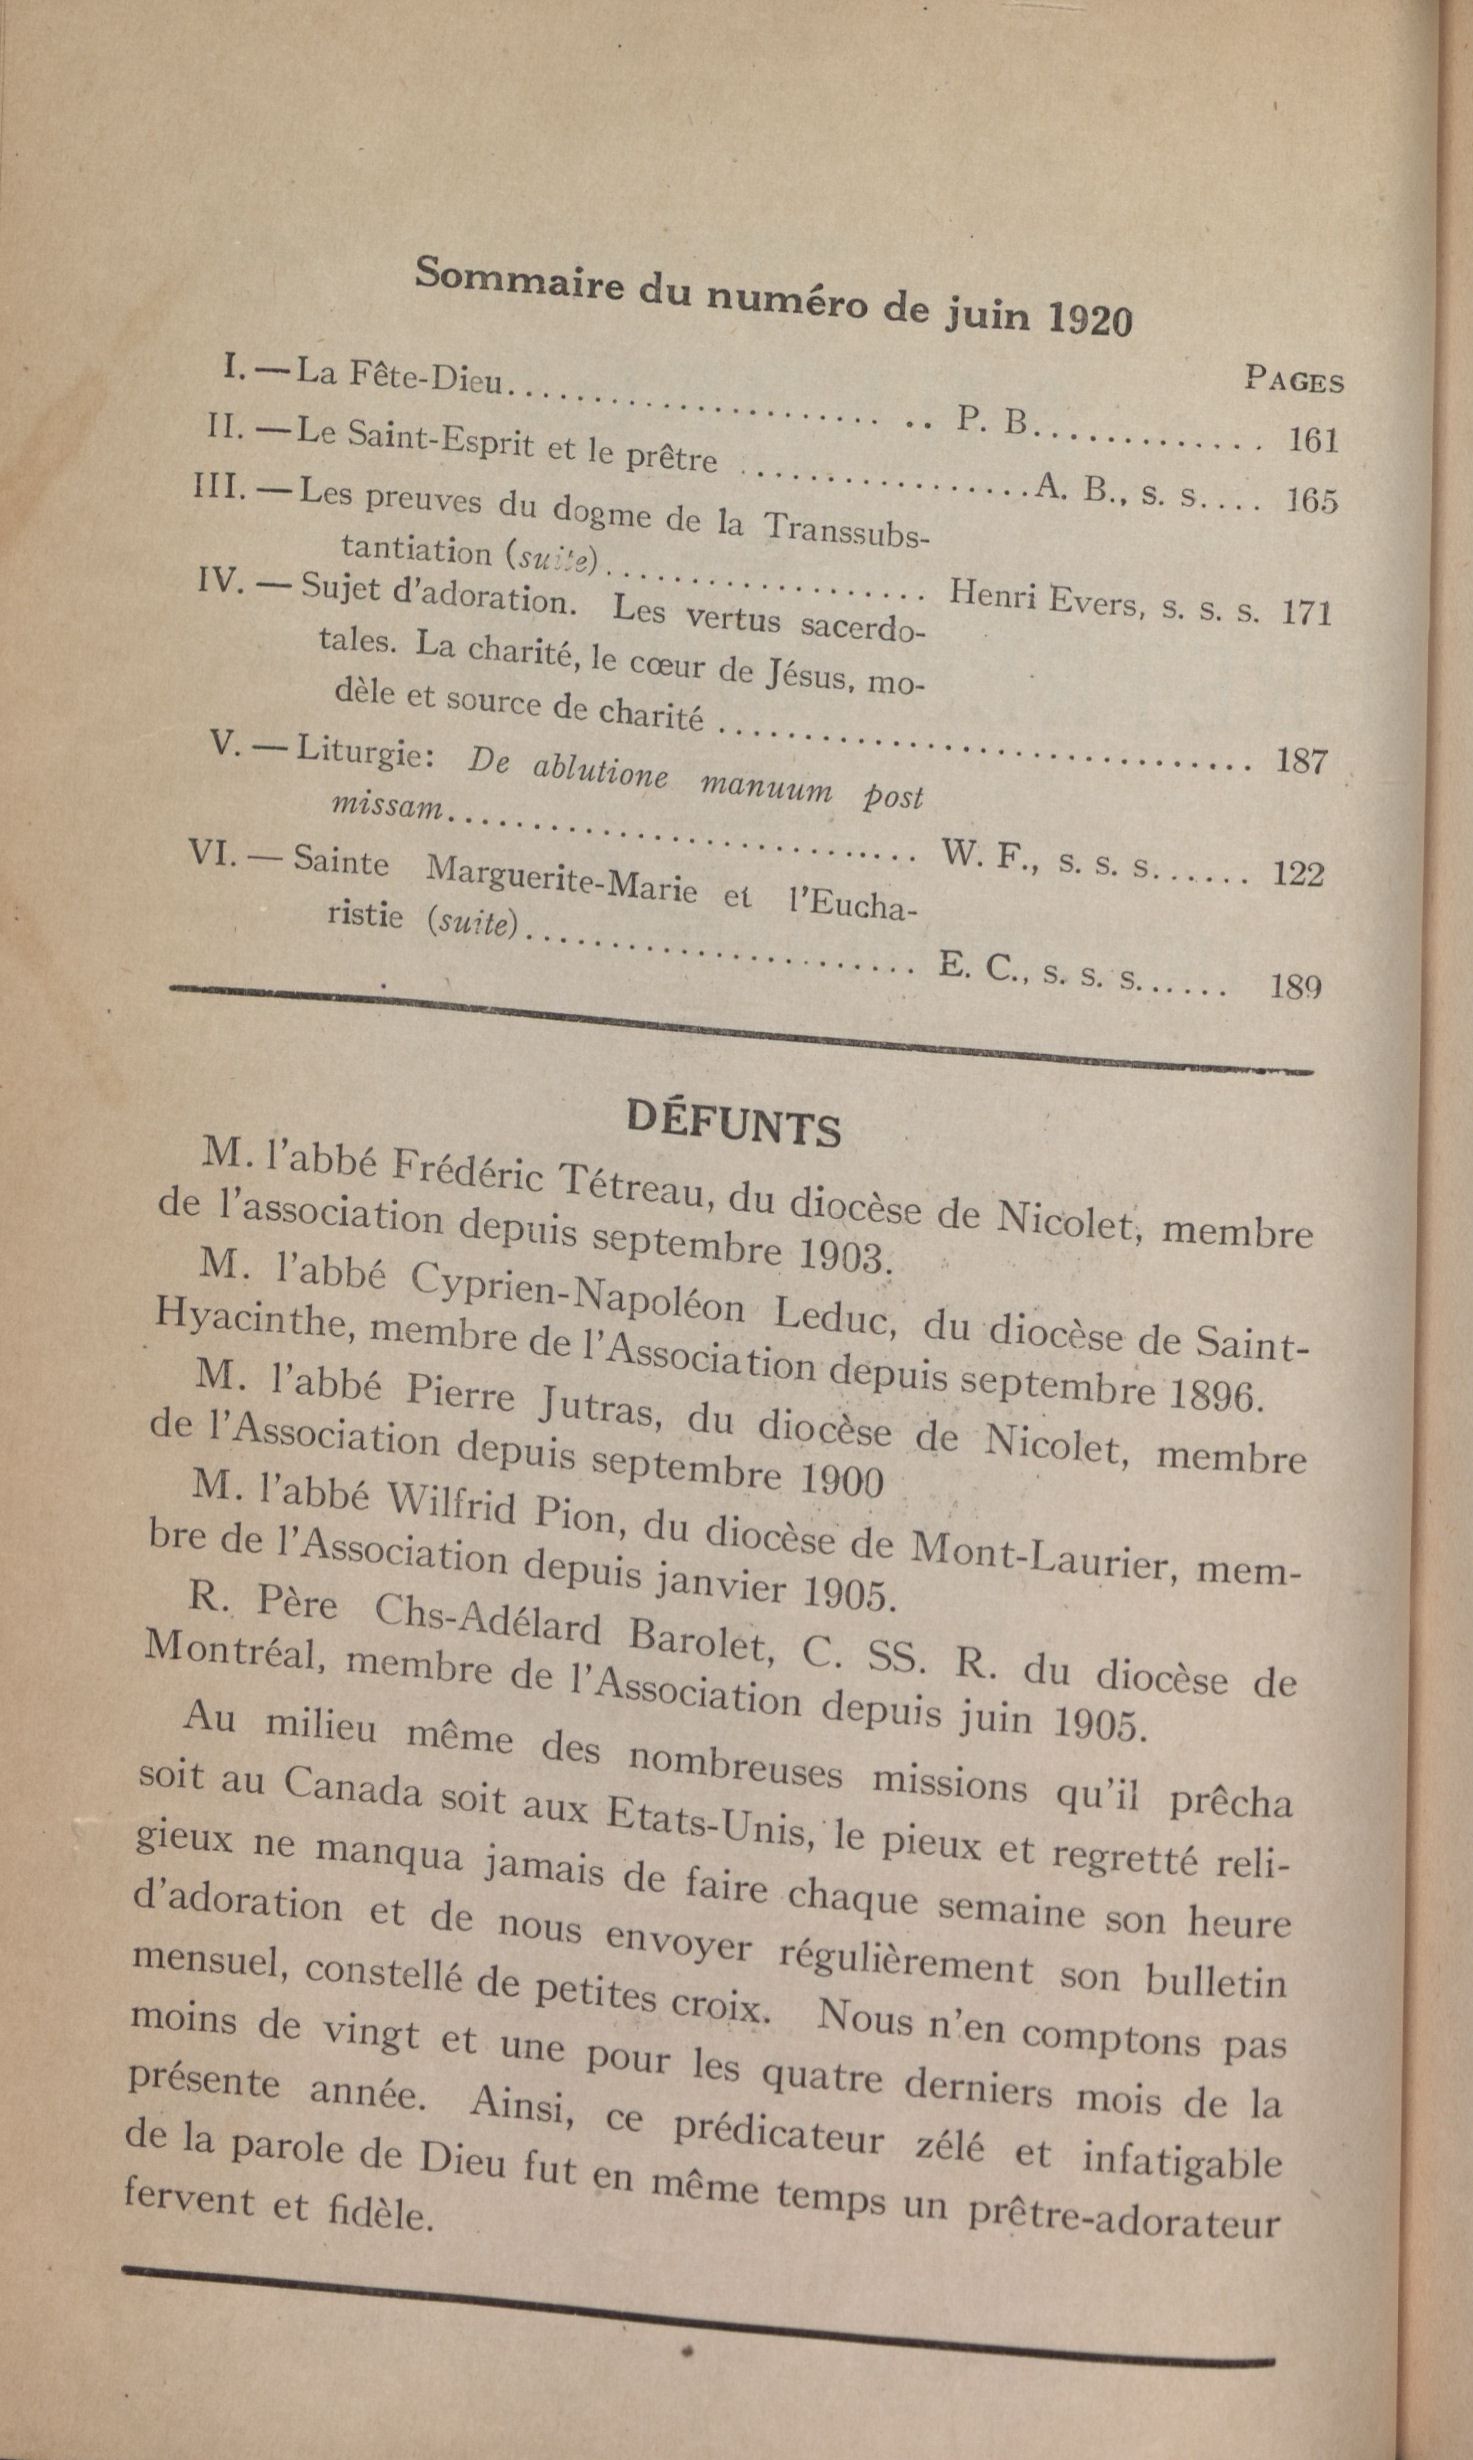 Sommaire du numéro de juin 1920
PAGES
I. — La Fête-Dieu...................... .. P. B............. 161
II. — Le Saint-Esprit et le prêtre .................A. B., s. s.... 165
III. — Les preuves du dogme de la Transsubs-
tantiation (suite)................... Henri Evers, s. s. s. 171
IV. — Sujet d'adoration. Les vertus sacerdo-
tales. La charité, le cœur de Jésus, mo-
dèle et source de charité .............................. 187
V. — Liturgie: De ablutione manuum post
missam........................... W. F., s. s. s...... 122
VI. — Sainte Marguerite-Marie et l'Eucha-
ristie (suite)....................... E. C., s. s. s...... 189
DÉFUNTS
M. l'abbé Frédéric Tétreau, du diocèse de Nicolet, membre
de l'association depuis septembre 1903.
M. l'abbé Cyprien-Napoléon Leduc, du diocèse de Saint-
Hyacinthe, membre de l'Association depuis septembre 1896.
M. l'abbé Pierre Jutras, du diocèse de Nicolet, membre
de l'Association depuis septembre 1900
M. l'abbé Wilfrid Pion, du diocèse de Mont-Laurier, mem-
bre de l'Association depuis janvier 1905.
R. Père Chs-Adélard Barolet, C. SS. R. du diocèse de
Montréal, membre de l'Association depuis juin 1905.
Au milieu même des nombreuses missions qu'il prêcha
soit au Canada soit aux Etats-Unis, le pieux et regretté reli-
gieux ne manqua jamais de faire chaque semaine son heure
d'adoration et de nous envoyer régulièrement son bulletin
mensuel, constellé de petites croix. Nous n'en comptons pas
moins de vingt et une pour les quatre derniers mois de la
présente année. Ainsi, ce prédicateur zélé et infatigable
de la parole de Dieu fut en même temps un prêtre-adorateur
fervent et fidèle.